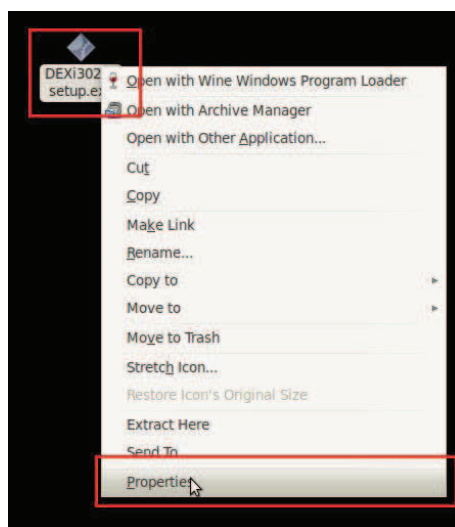 DEXi302
setup.ex
Open with Wine Windows Program Loader
Open with Archive Manager
Open with Other Application...
Cut
Copy
Make Link
Rename...
Copy to
Move to
Move to Trash
Stretch Icon...
Restore Icon's Original Size
Extract Here
Send To
Properties